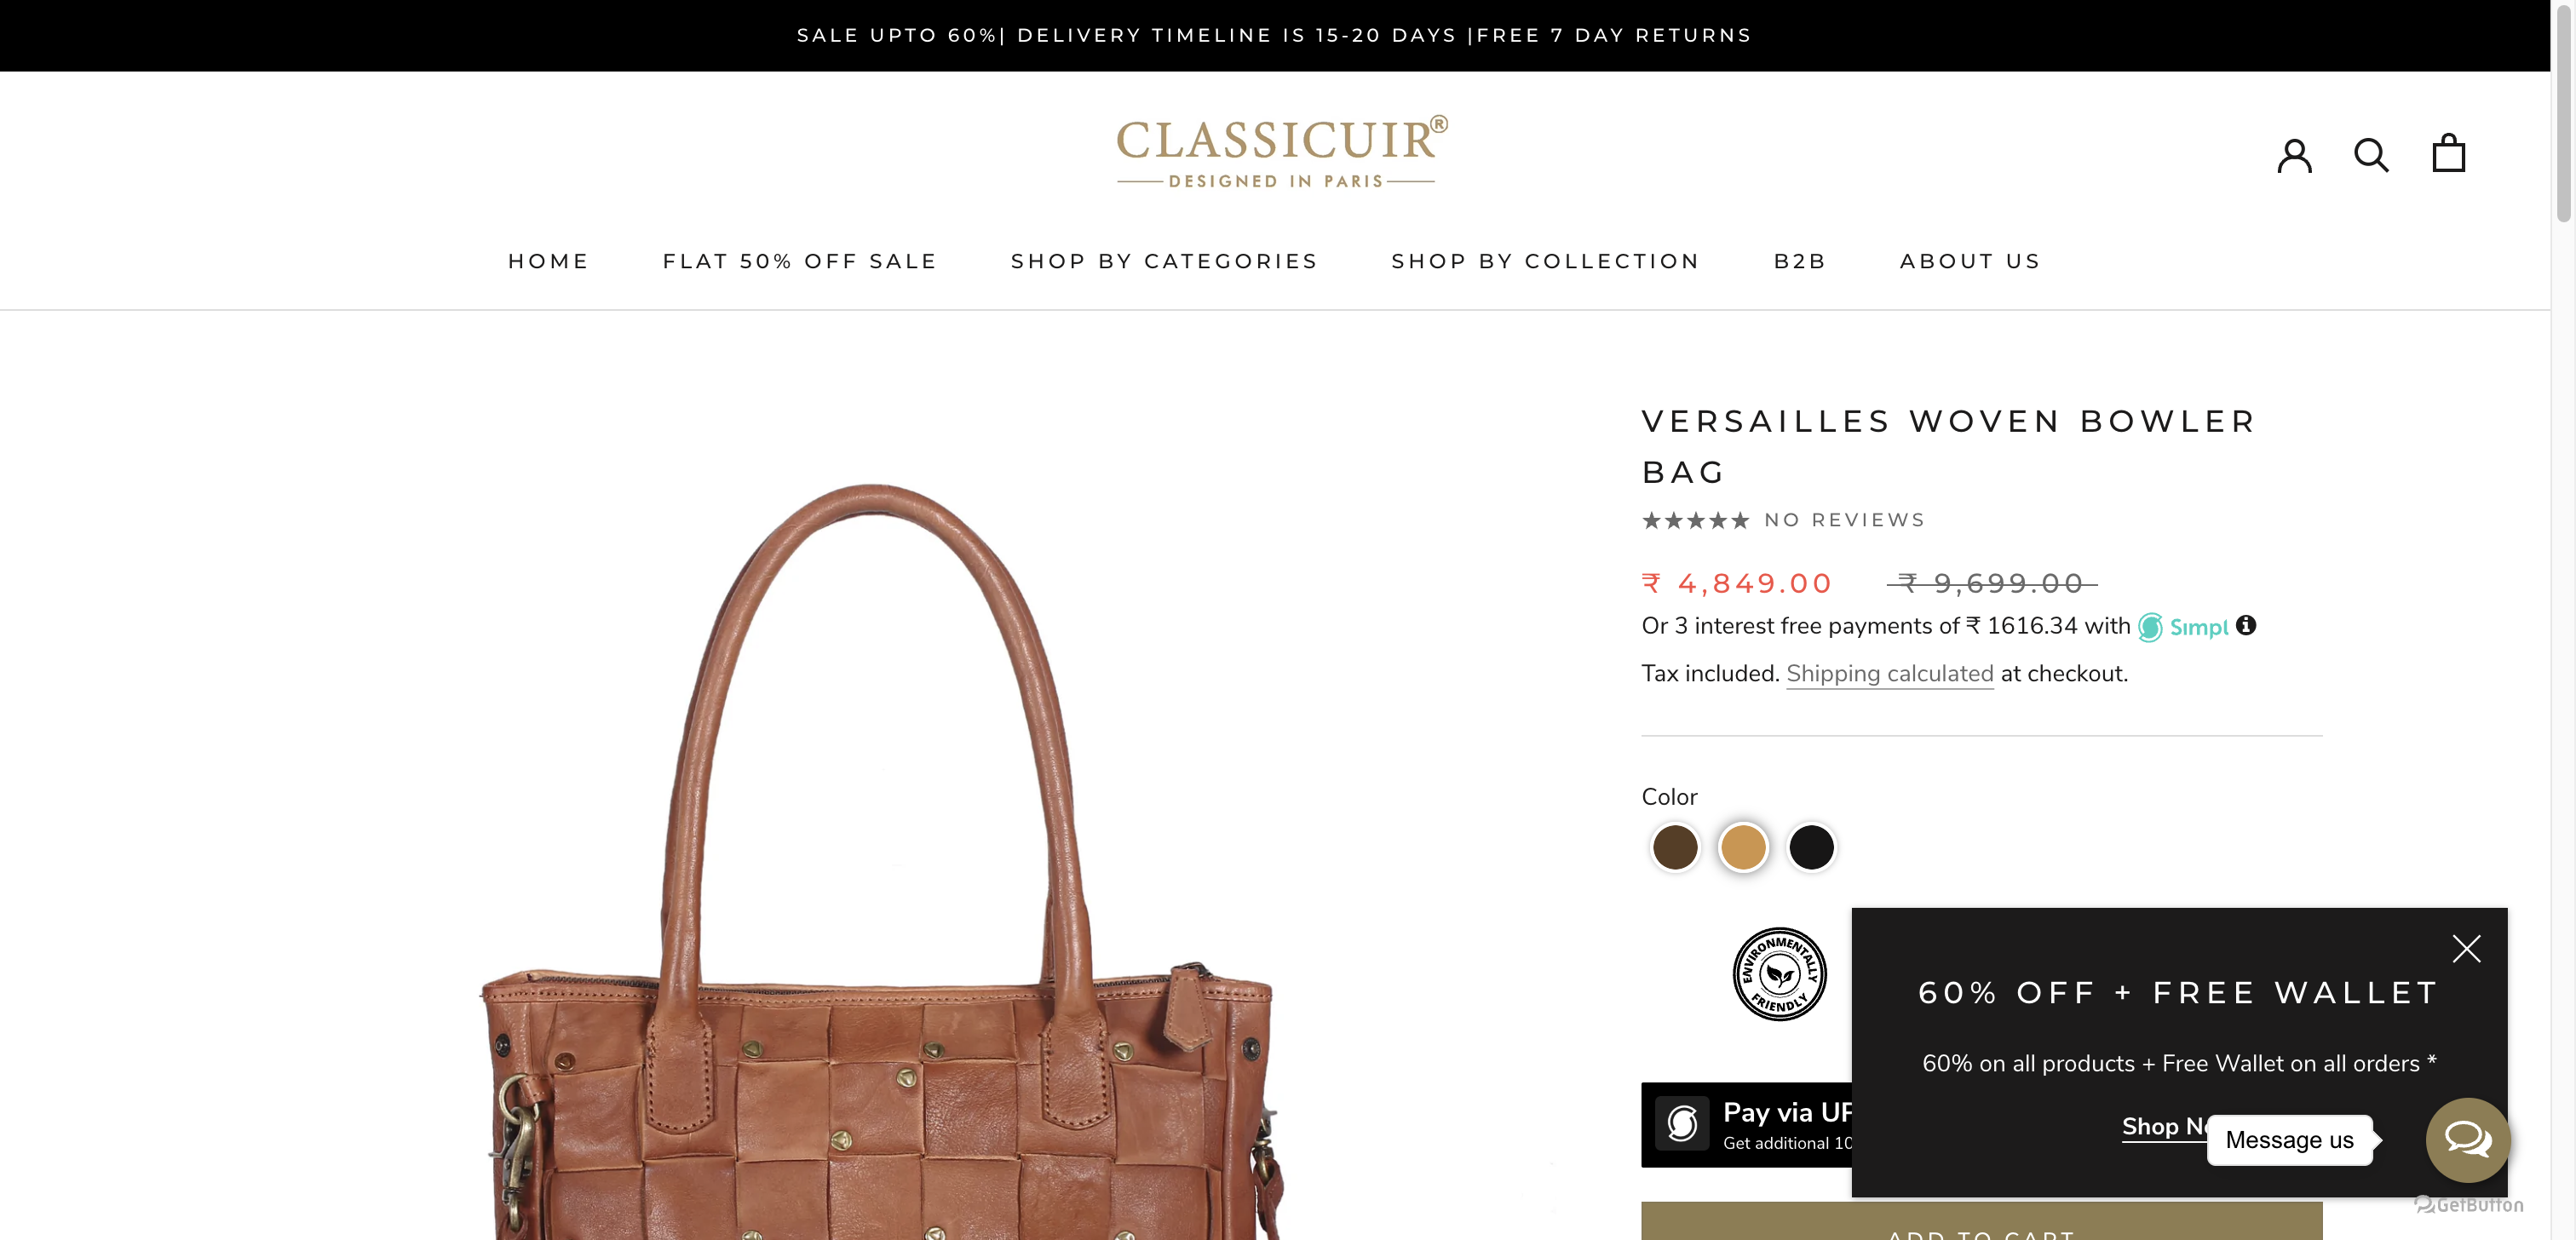 SALE UPTO 60%| DELIVERY TIMELINE IS 15-20 DAYS |FREE 7 DAY RETURNS
CLASSICUIR®
DESIGNED IN PARIS
HOME
FLAT 50% OFF SALE
SHOP BY CATEGORIES
SHOP BY COLLECTION
B2B
ABOUT US
VERSAILLES WOVEN BOWLER
BAG
★★★★★ NO REVIEWS
₹ 4,849.00 ₹ 9,699.00
Or 3 interest free payments of ₹ 1616.34 with Simpl
Tax included. Shipping calculated at checkout.
Color
ENVIRONMENTALLY
FRIENDLY
60% OFF + FREE WALLET
60% on all products + Free Wallet on all orders *
Shop
Message us
Pay via
Get additional 10
GetButton
ADD TO CART